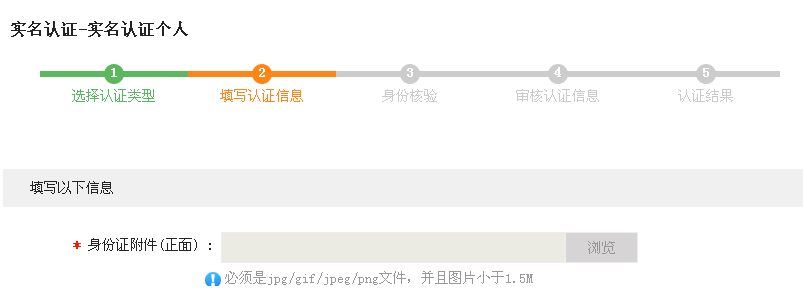 实名认证-实名认证个人
1 2 3 4 5
选择认证类型 填写认证信息 身份核验 审核认证信息 认证结果
填写以下信息
* 身份证附件(正面) : 浏览
! 必须是jpg/gif/jpeg/png文件，并且图片小于1.5M